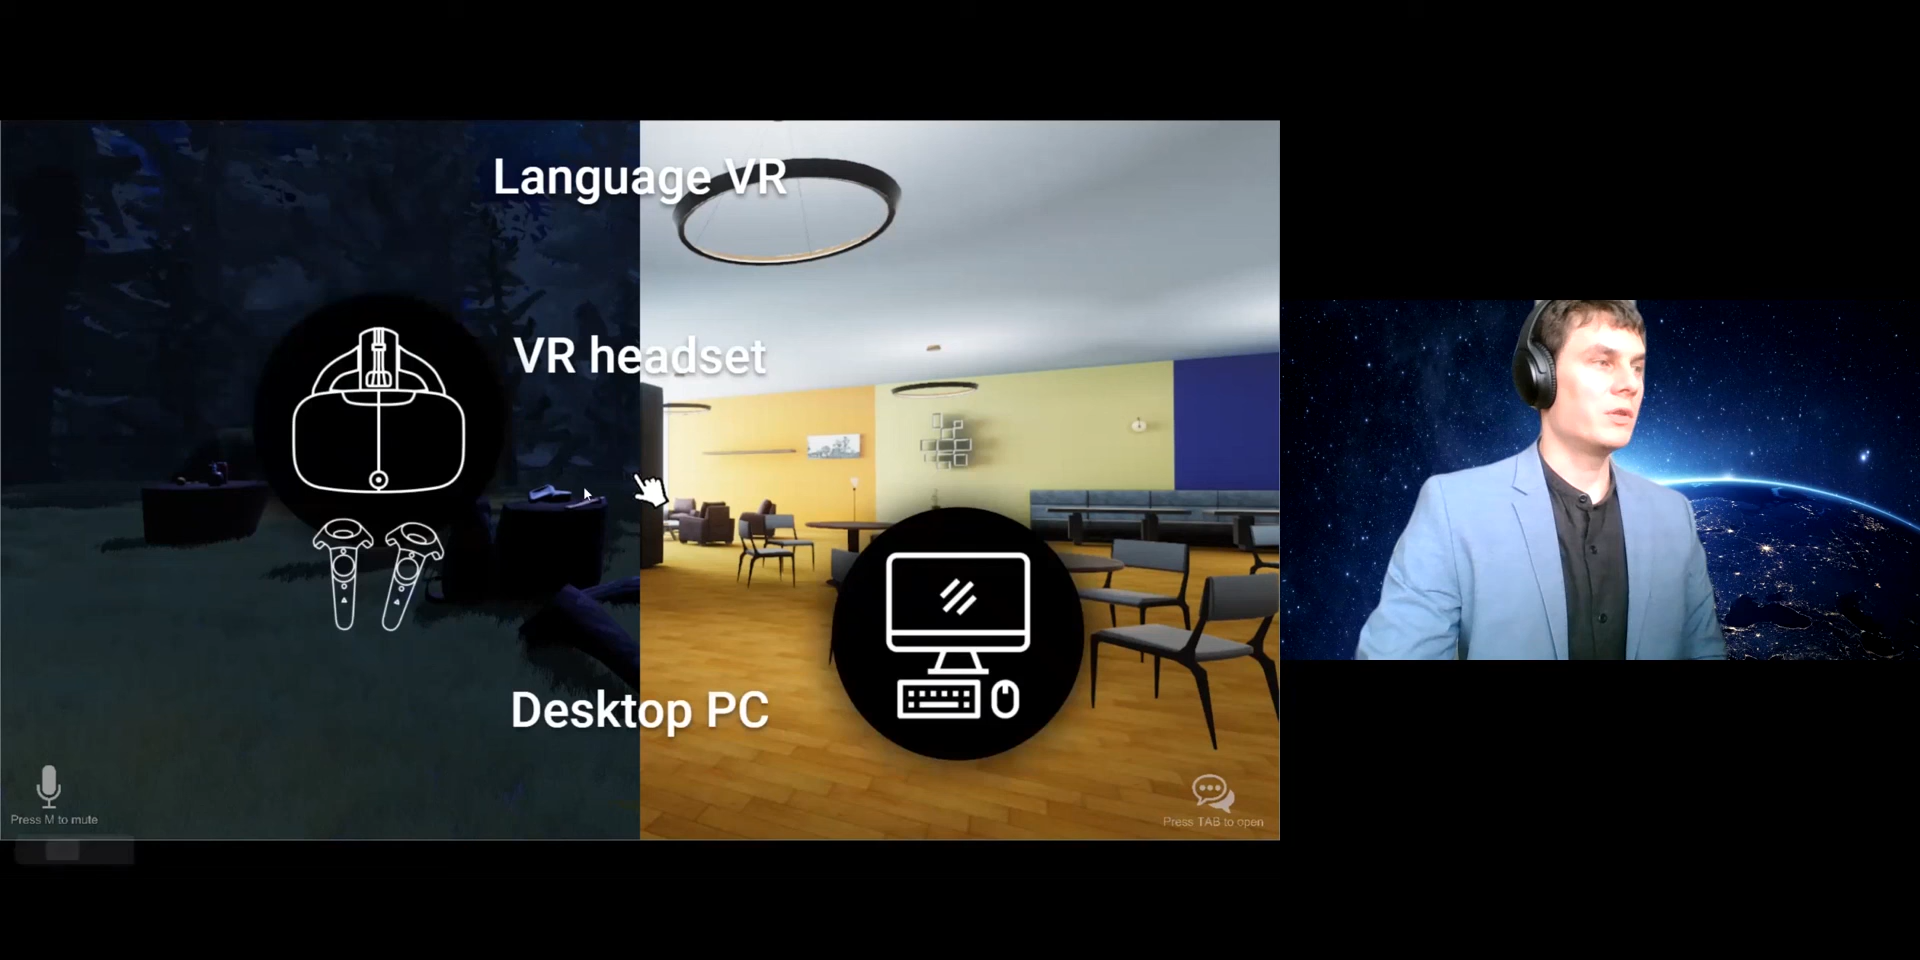 Language VR
VR headset
Desktop PC
Press M to mute
Press TAB to open